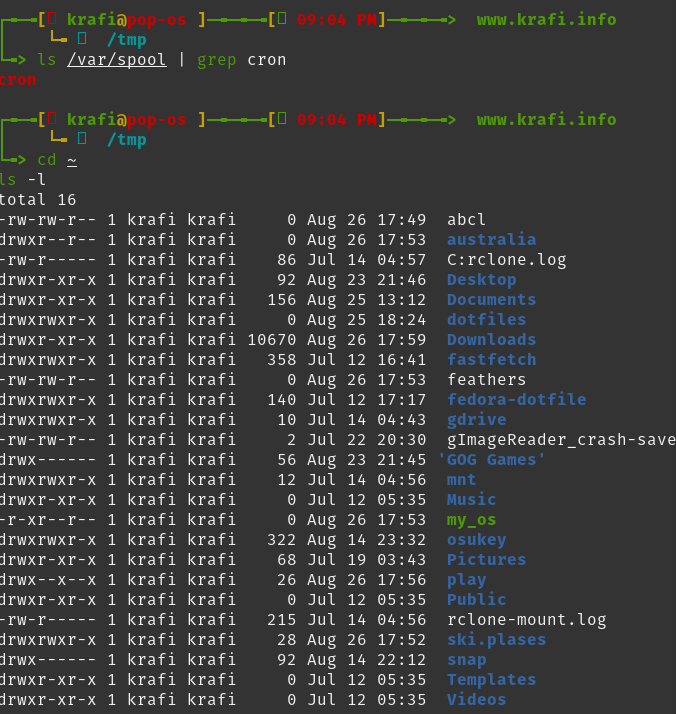 ┌──[ krafi@pop-os ]─────[ 09:04 PM]─────> www.krafi.info
│    └─ /tmp
└─> ls /var/spool | grep cron
cron
┌──[ krafi@pop-os ]─────[ 09:04 PM]─────> www.krafi.info
│    └─ /tmp
└─> cd ~
ls -l
total 16
-rw-rw-r-- 1 krafi krafi     0 Aug 26 17:49  abcl
drwxr--r-- 1 krafi krafi     0 Aug 26 17:53  australia
-rw-r----- 1 krafi krafi    86 Jul 14 04:57  C:rclone.log
drwxr-xr-x 1 krafi krafi    92 Aug 23 21:46  Desktop
drwxr-xr-x 1 krafi krafi   156 Aug 25 13:12  Documents
drwxrwxr-x 1 krafi krafi     0 Aug 25 18:24  dotfiles
drwxr-xr-x 1 krafi krafi 10670 Aug 26 17:59  Downloads
drwxrwxr-x 1 krafi krafi   358 Jul 12 16:41  fastfetch
-rw-rw-r-- 1 krafi krafi     0 Aug 26 17:53  feathers
drwxrwxr-x 1 krafi krafi   140 Jul 12 17:17  fedora-dotfile
drwxrwxr-x 1 krafi krafi    10 Jul 14 04:43  gdrive
-rw-rw-r-- 1 krafi krafi     2 Jul 22 20:30  gImageReader_crash-save
drwx------ 1 krafi krafi    56 Aug 23 21:45 'GOG Games'
drwxrwxr-x 1 krafi krafi    12 Jul 14 04:56  mnt
drwxr-xr-x 1 krafi krafi     0 Jul 12 05:35  Music
-r-xr--r-- 1 krafi krafi     0 Aug 26 17:53  my_os
drwxrwxr-x 1 krafi krafi   322 Aug 14 23:32  osukey
drwxr-xr-x 1 krafi krafi    68 Jul 19 03:43  Pictures
drwx--x--x 1 krafi krafi    26 Aug 26 17:56  play
drwxr-xr-x 1 krafi krafi     0 Jul 12 05:35  Public
-rw-r----- 1 krafi krafi   215 Jul 14 04:56  rclone-mount.log
drwxrwxr-x 1 krafi krafi    28 Aug 26 17:52  ski.plases
drwx------ 1 krafi krafi    92 Aug 14 22:12  snap
drwxr-xr-x 1 krafi krafi     0 Jul 12 05:35  Templates
drwxr-xr-x 1 krafi krafi     0 Jul 12 05:35  Videos